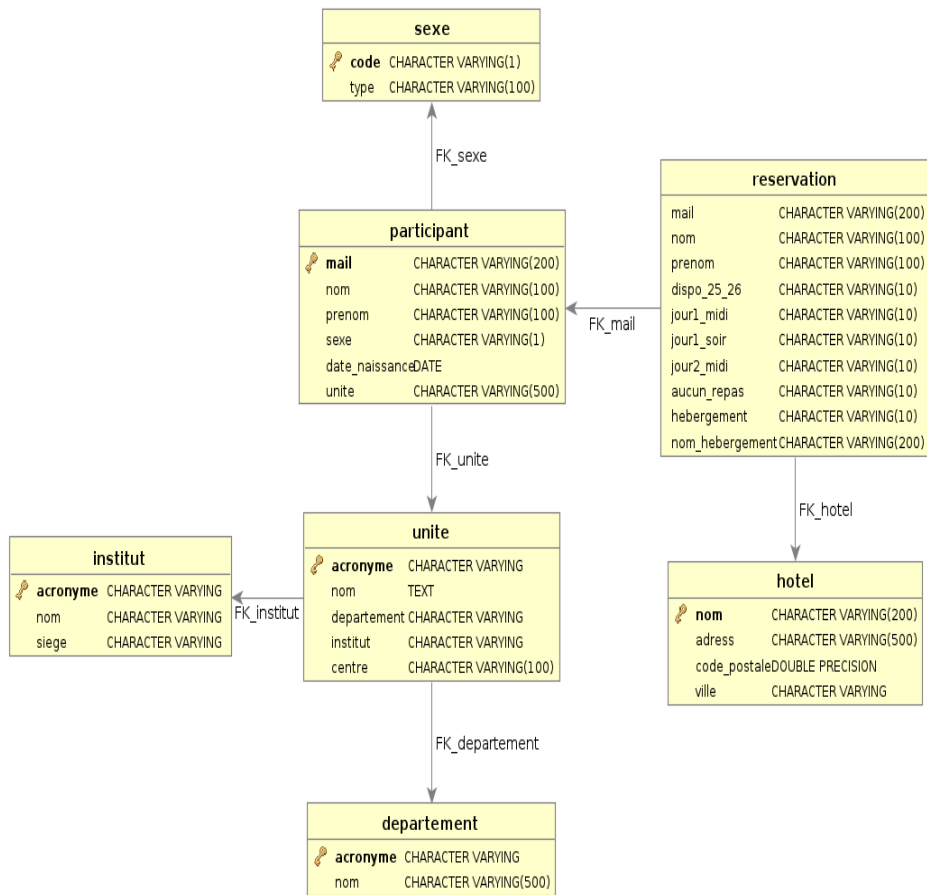 sexe
code CHARACTER VARYING(1)
type CHARACTER VARYING(100)
FK_sexe
reservation
mail CHARACTER VARYING(200)
nom CHARACTER VARYING(100)
prenom CHARACTER VARYING(100)
dispo_25_26 CHARACTER VARYING(10)
jour1_midi CHARACTER VARYING(10)
jour1_soir CHARACTER VARYING(10)
jour2_midi CHARACTER VARYING(10)
aucun_repas CHARACTER VARYING(10)
hebergement CHARACTER VARYING(10)
nom_hebergement CHARACTER VARYING(200)
participant
mail CHARACTER VARYING(200)
nom CHARACTER VARYING(100)
prenom CHARACTER VARYING(100)
sexe CHARACTER VARYING(1)
date_naissance DATE
unite CHARACTER VARYING(500)
FK_mail
FK_unite
FK_hotel
unite
acronyme CHARACTER VARYING
nom TEXT
departement CHARACTER VARYING
institut CHARACTER VARYING
centre CHARACTER VARYING(100)
institut
acronyme CHARACTER VARYING
nom CHARACTER VARYING
siege CHARACTER VARYING
FK_institut
hotel
nom CHARACTER VARYING(200)
adress CHARACTER VARYING(500)
code_postale DOUBLE PRECISION
ville CHARACTER VARYING
FK_departement
departement
acronyme CHARACTER VARYING
nom CHARACTER VARYING(500)